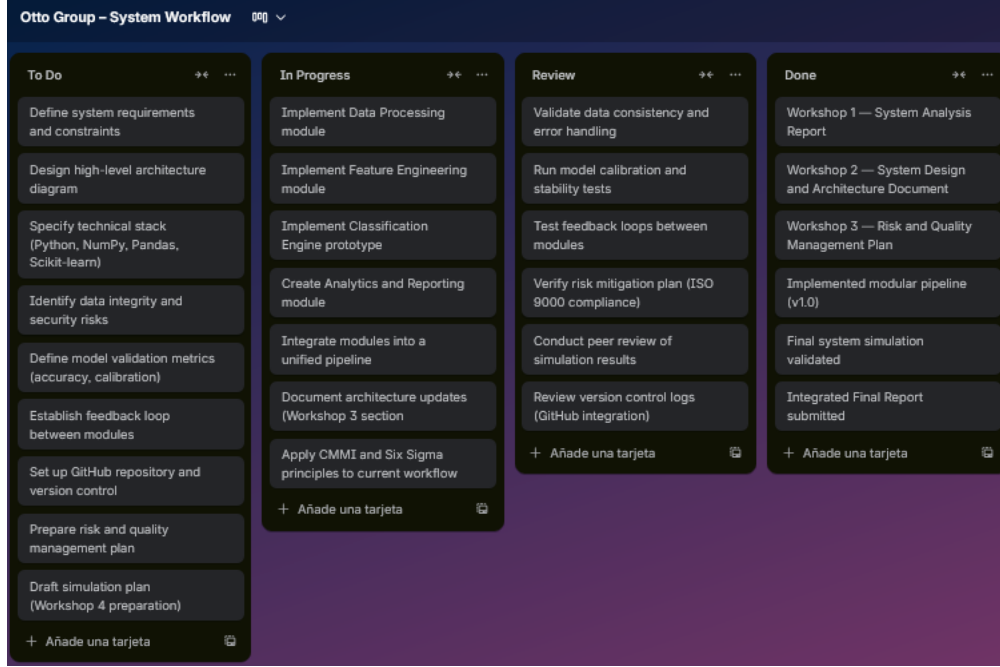 Otto Group – System Workflow
To Do
Define system requirements
and constraints
Design high-level architecture
diagram
Specify technical stack
(Python, NumPy, Pandas,
Scikit-learn)
Identify data integrity and
security risks
Define model validation metrics
(accuracy, calibration)
Establish feedback loop
between modules
Set up GitHub repository and
version control
Prepare risk and quality
management plan
Draft simulation plan
(Workshop 4 preparation)
+ Añade una tarjeta
In Progress
Implement Data Processing
module
Implement Feature Engineering
module
Implement Classification
Engine prototype
Create Analytics and Reporting
module
Integrate modules into a
unified pipeline
Document architecture updates
(Workshop 3 section
Apply CMMI and Six Sigma
principles to current workflow
+ Añade una tarjeta
Review
Validate data consistency and
error handling
Run model calibration and
stability tests
Test feedback loops between
modules
Verify risk mitigation plan (ISO
9000 compliance)
Conduct peer review of
simulation results
Review version control logs
(GitHub integration)
+ Añade una tarjeta
Done
Workshop 1 — System Analysis
Report
Workshop 2 — System Design
and Architecture Document
Workshop 3 — Risk and Quality
Management Plan
Implemented modular pipeline
(v1.0)
Final system simulation
validated
Integrated Final Report
submitted
+ Añade una tarjeta